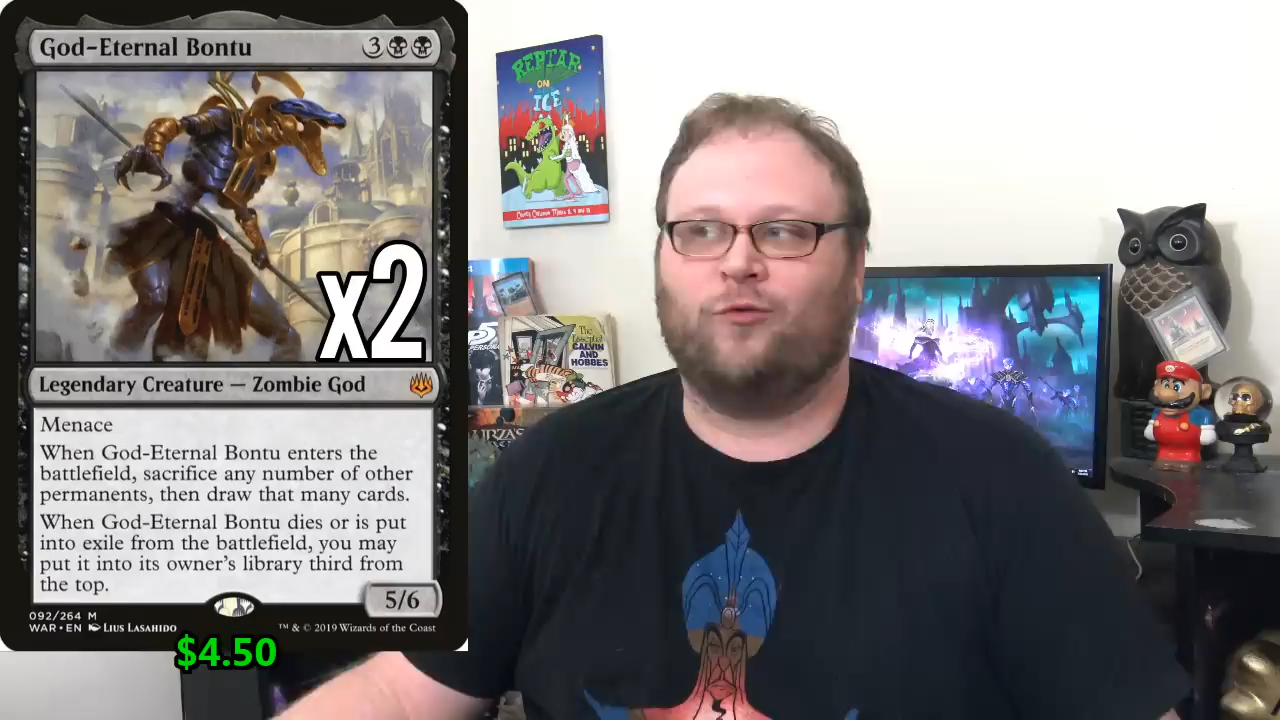 God-Eternal Bontu 3
x2
Legendary Creature — Zombie God
Menace
When God-Eternal Bontu enters the
battlefield, sacrifice any number of other
permanents, then draw that many cards.
When God-Eternal Bontu dies or is put
into exile from the battlefield, you may
put it into its owner's library third from
the top.
5/6
092/264 M
WAR • EN Lius Lasahido
™ & © 2019 Wizards of the Coast
$4.50
REPTAR
ON
ICE
The
Essential
CALVIN
AND
HOBBES